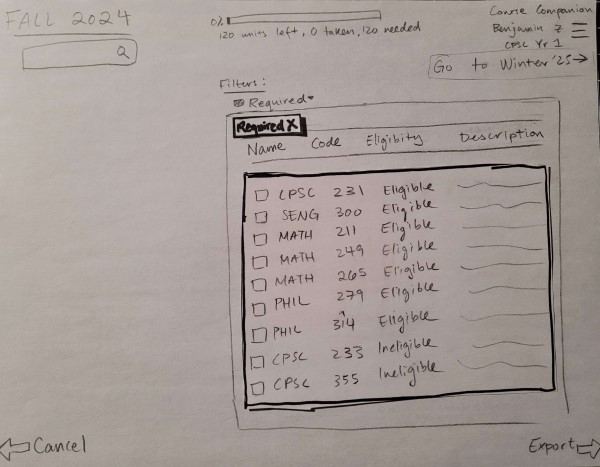 FALL 2024
0%
120 units left, 0 taken, 120 needed
Course Companion
Benjamin Z
CPSC Yr 1
Go to Winter '25→
Filters:
Required
Required X
Name Code Eligibity Description
CPSC 231 Eligible
SENG 300 Eligible
MATH 211 Eligible
MATH 249 Eligible
MATH 265 Eligible
PHIL 279 Eligible
PHIL 314 Eligible
CPSC 233 Ineligible
CPSC 355 Ineligible
Cancel
Export